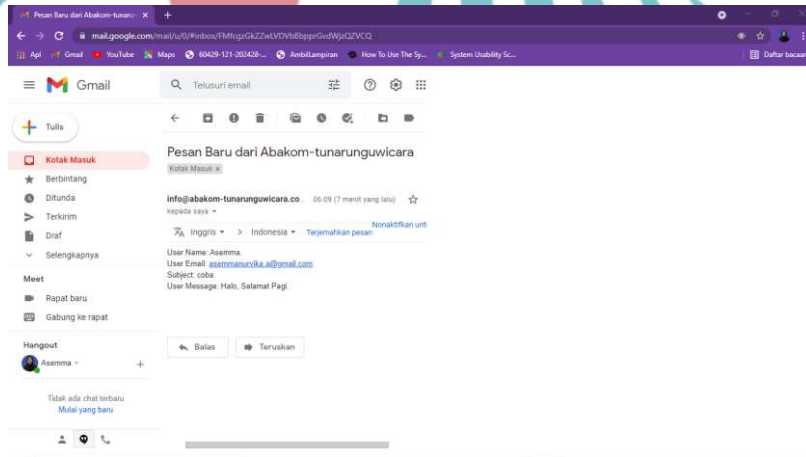 Pesan Baru dari Abakom-tunarun
mail.google.com/mail/u/0/#inbox/
Apl Gmail YouTube Maps 60429-121-202428-... AmbilLampiran How To Use The Sy... System Usability Sc... Daftar bacaan
Gmail
Telusuri email
Tulis
Kotak Masuk
Berbintang
Ditunda
Terkirim
Draf
Selengkapnya
Meet
Rapat baru
Gabung ke rapat
Hangout
Asemma
Tidak ada chat terbaru
Mulai yang baru
Pesan Baru dari Abakom-tunarunguwicara
Kotak Masuk x
info@abakom-tunarunguwicara.co... 06.09 (7 menit yang lalu)
kepada saya
Inggris > Indonesia Terjemahkan pesan Nonaktifkan unt
User Name: Asemma.
User Email: asemmanurvika.a@gmail.com.
Subject: coba.
User Message: Halo, Selamat Pagi.
Balas Teruskan